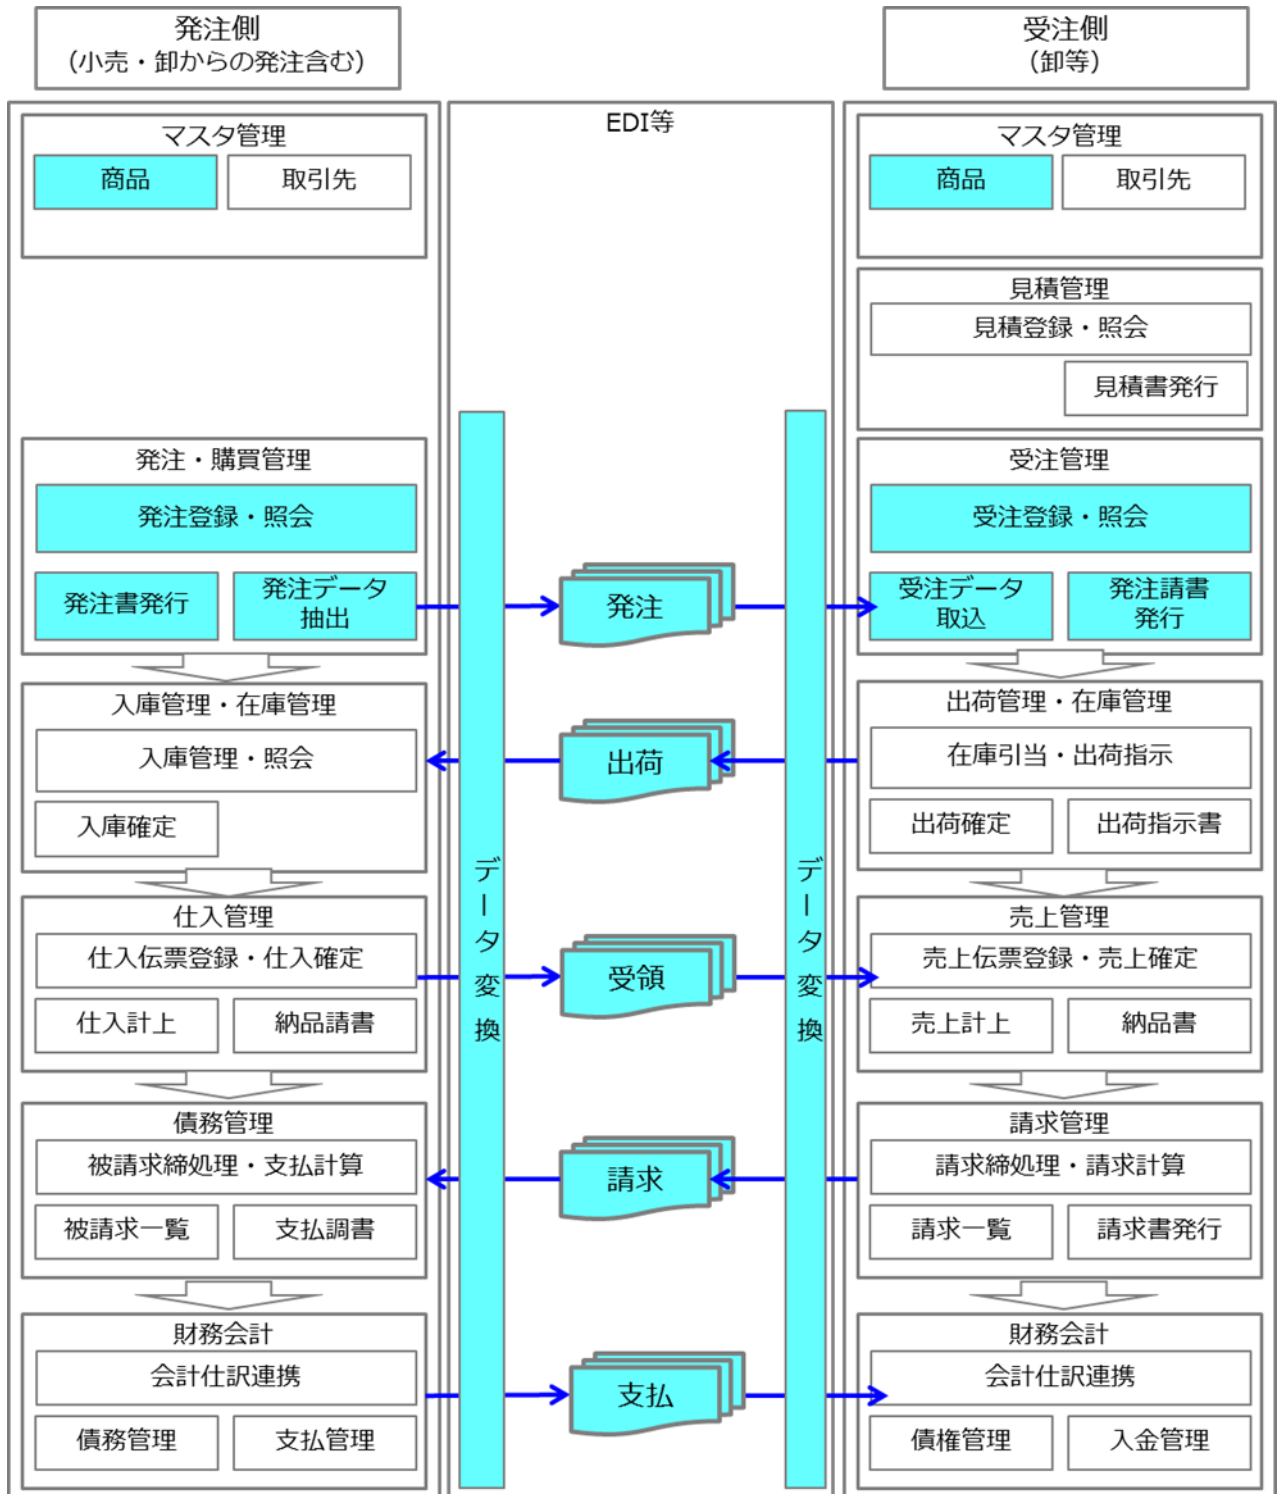 発注側
（小売・卸からの発注含む）
受注側
（卸等）
マスタ管理
商品
取引先
EDI等
マスタ管理
商品
取引先
見積管理
見積登録・照会
見積書発行
発注・購買管理
発注登録・照会
発注書発行
発注データ
抽出
発注
受注管理
受注登録・照会
受注データ
取込
発注請書
発行
入庫管理・在庫管理
入庫管理・照会
入庫確定
出荷
出荷管理・在庫管理
在庫引当・出荷指示
出荷確定
出荷指示書
データ変換
データ変換
仕入管理
仕入伝票登録・仕入確定
仕入計上
納品請書
受領
売上管理
売上伝票登録・売上確定
売上計上
納品書
債務管理
被請求締処理・支払計算
被請求一覧
支払調書
請求
請求管理
請求締処理・請求計算
請求一覧
請求書発行
財務会計
会計仕訳連携
債務管理
支払管理
支払
財務会計
会計仕訳連携
債権管理
入金管理